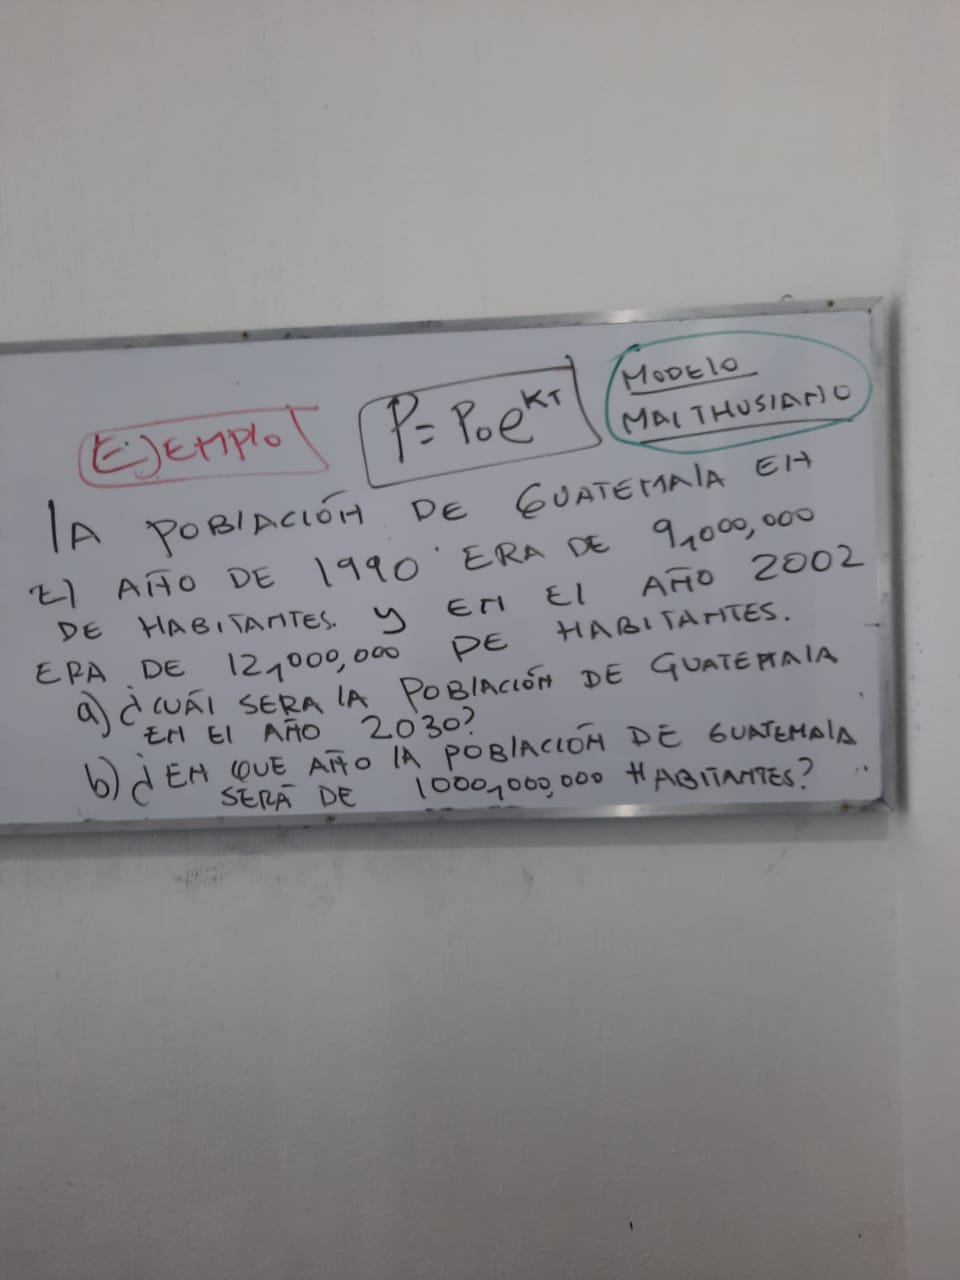 EJEMPLO
P = P₀e^KT
MODELO
MALTHUSIANO
LA POBLACIÓN DE GUATEMALA EN
El AÑO DE 1990 ERA DE 9,000,000
DE HABITANTES. Y EN El AÑO 2002
ERA DE 12,000,000 DE HABITANTES.
a) ¿CUÁl SERA lA POBlACIÓN DE GUATEMAlA
EN El AÑO 2030?
b) ¿EN QUE AÑO lA POBlACIÓN DE GUATEMAlA
SERÁ DE 1000,000,000 HABITANTES?